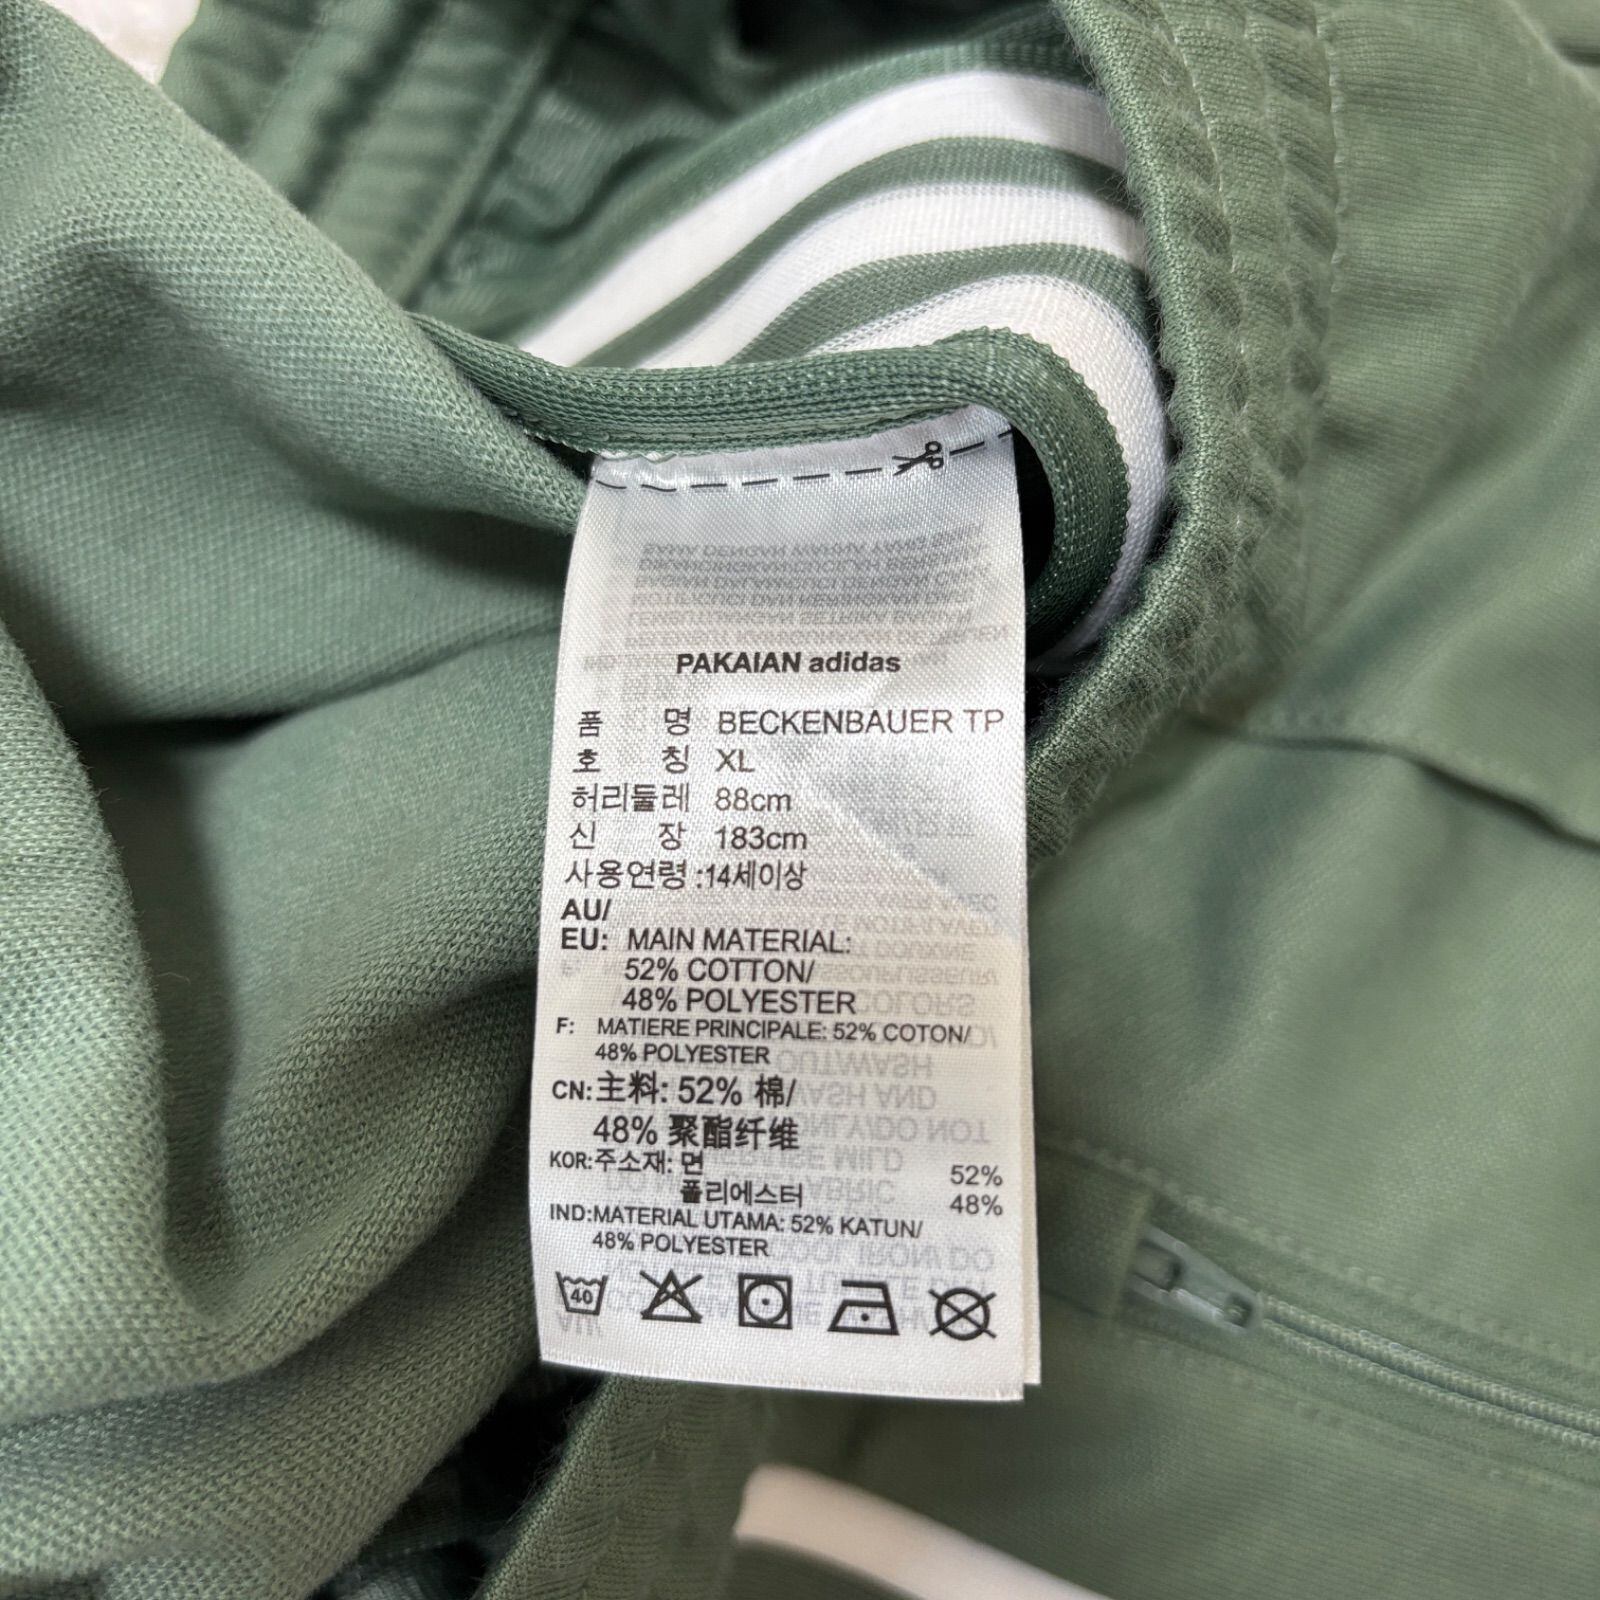 PAKAIAN adidas
품 명 BECKENBAUER TP
호 칭 XL
허리둘레 88cm
신 장 183cm
사용연령 :14세이상
AU/
EU: MAIN MATERIAL:
52% COTTON/
48% POLYESTER
F: MATIERE PRINCIPALE: 52% COTON/
48% POLYESTER
CN: 主料: 52% 棉/
48% 聚酯纤维
KOR:주소재: 면 52%
폴리에스터 48%
IND:MATERIAL UTAMA: 52% KATUN/
48% POLYESTER
40